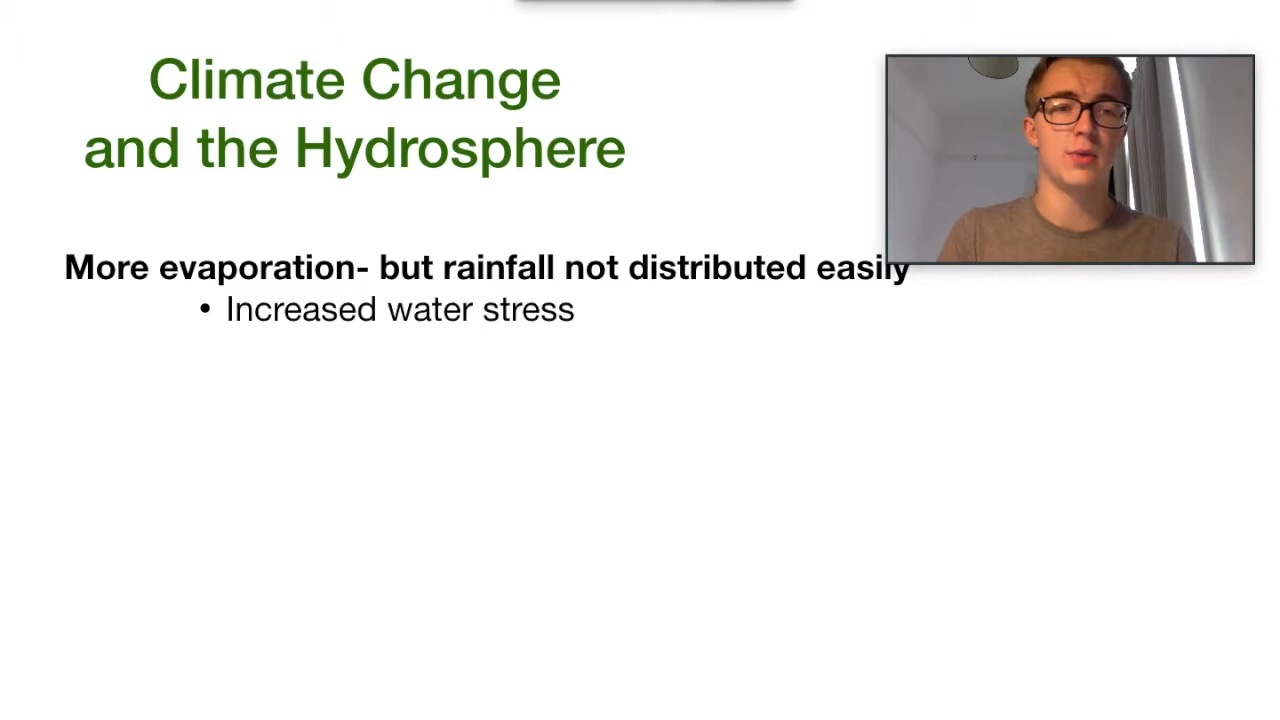 Climate Change
and the Hydrosphere
More evaporation- but rainfall not distributed easily
• Increased water stress